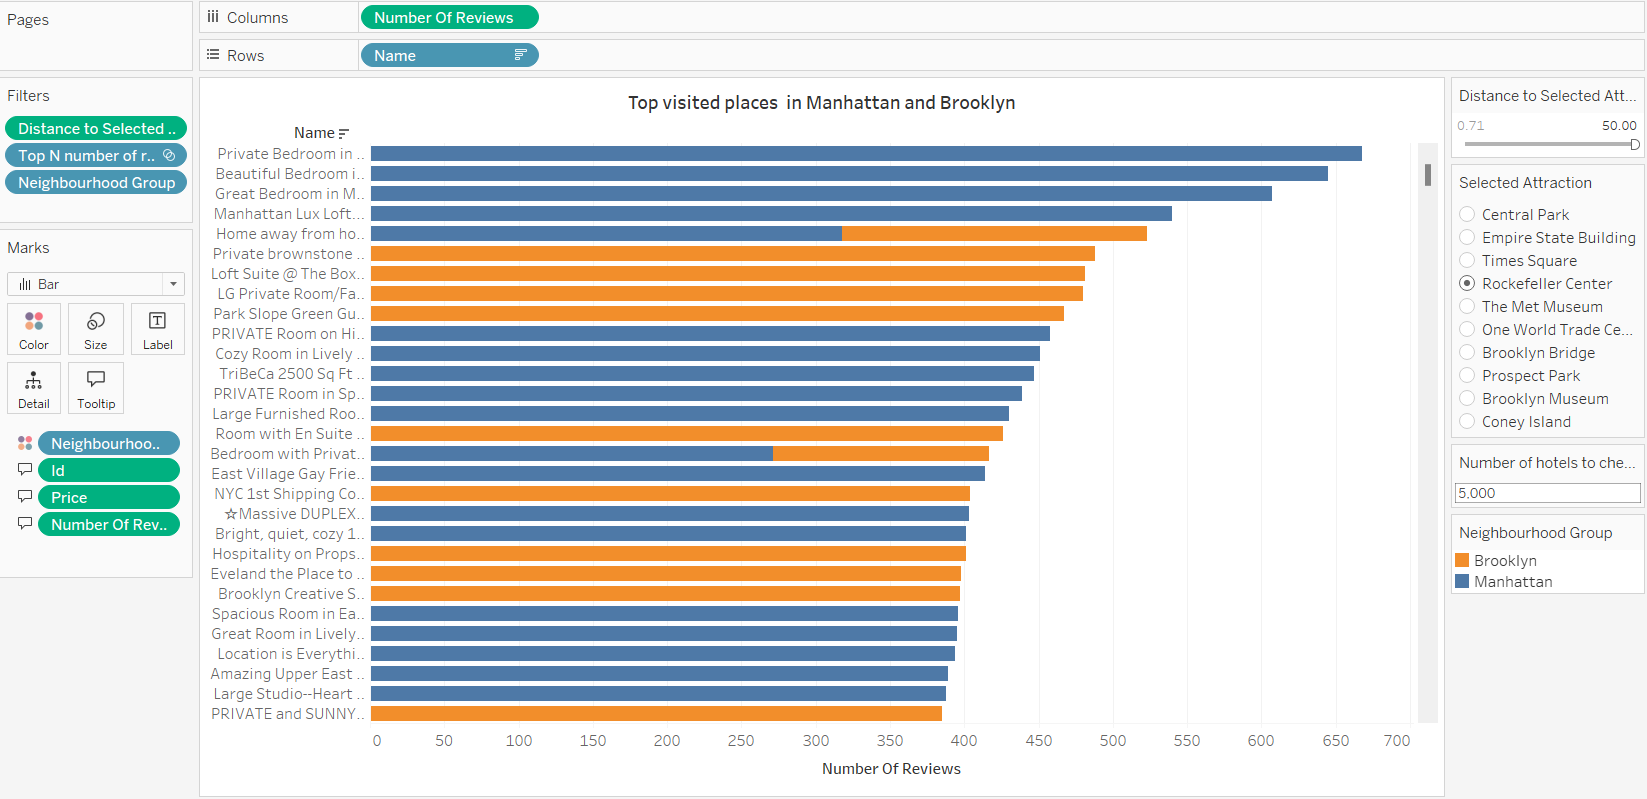 Pages
Columns
Number Of Reviews
Rows
Name
Filters
Distance to Selected ..
Top N number of r..
Neighbourhood Group
Marks
Bar
Color
Size
Label
Detail
Tooltip
Neighbourhoo..
Id
Price
Number Of Rev..
Top visited places in Manhattan and Brooklyn
Name
Private Bedroom in ..
Beautiful Bedroom i..
Great Bedroom in M..
Manhattan Lux Loft...
Home away from ho..
Private brownstone ..
Loft Suite @ The Box..
LG Private Room/Fa..
Park Slope Green Gu..
PRIVATE Room on Hi..
Cozy Room in Lively ..
TriBeCa 2500 Sq Ft ..
PRIVATE Room in Sp..
Large Furnished Roo..
Room with En Suite ..
Bedroom with Privat..
East Village Gay Frie..
NYC 1st Shipping Co..
☆Massive DUPLEX..
Bright, quiet, cozy 1..
Hospitality on Props..
Eveland the Place to ..
Brooklyn Creative S..
Spacious Room in Ea..
Great Room in Lively..
Location is Everythi..
Amazing Upper East ..
Large Studio--Heart ..
PRIVATE and SUNNY..
0 50 100 150 200 250 300 350 400 450 500 550 600 650 700
Number Of Reviews
Distance to Selected Att...
0.71 50.00
Selected Attraction
Central Park
Empire State Building
Times Square
Rockefeller Center
The Met Museum
One World Trade Ce...
Brooklyn Bridge
Prospect Park
Brooklyn Museum
Coney Island
Number of hotels to che...
5,000
Neighbourhood Group
Brooklyn
Manhattan